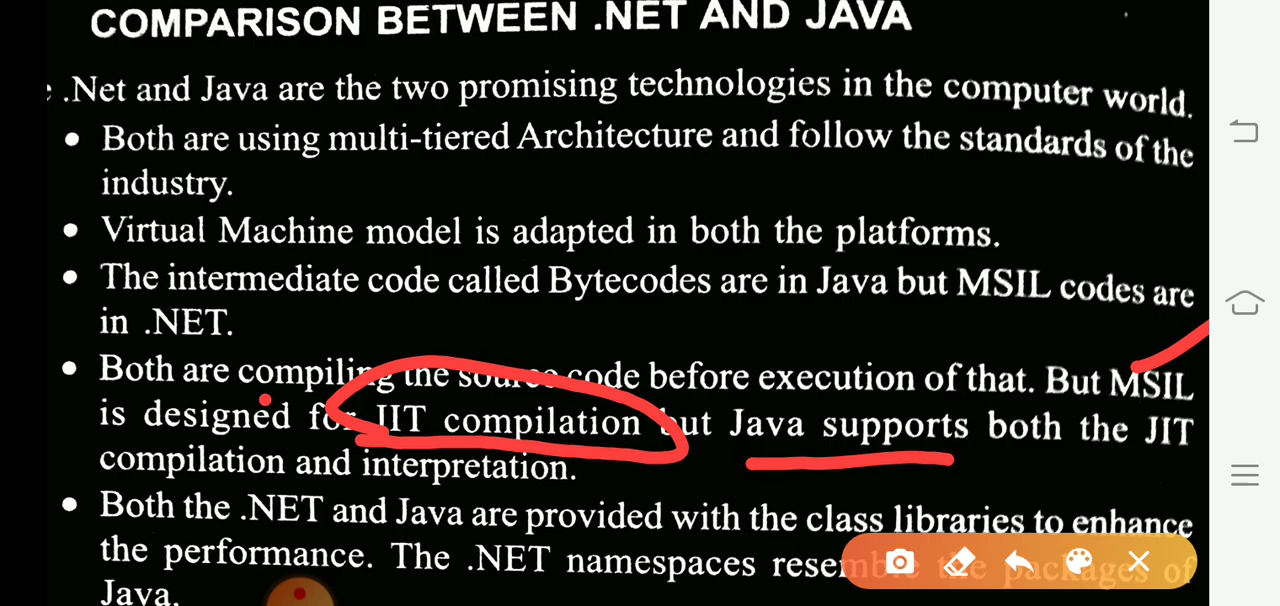 COMPARISON BETWEEN .NET AND JAVA
.Net and Java are the two promising technologies in the computer world.
• Both are using multi-tiered Architecture and follow the standards of the
industry.
• Virtual Machine model is adapted in both the platforms.
• The intermediate code called Bytecodes are in Java but MSIL codes are
in .NET.
• Both are compiling the source code before execution of that. But MSIL
is designed for JIT compilation but Java supports both the JIT
compilation and interpretation.
• Both the .NET and Java are provided with the class libraries to enhance
the performance. The .NET namespaces resemble the packages of
Java.